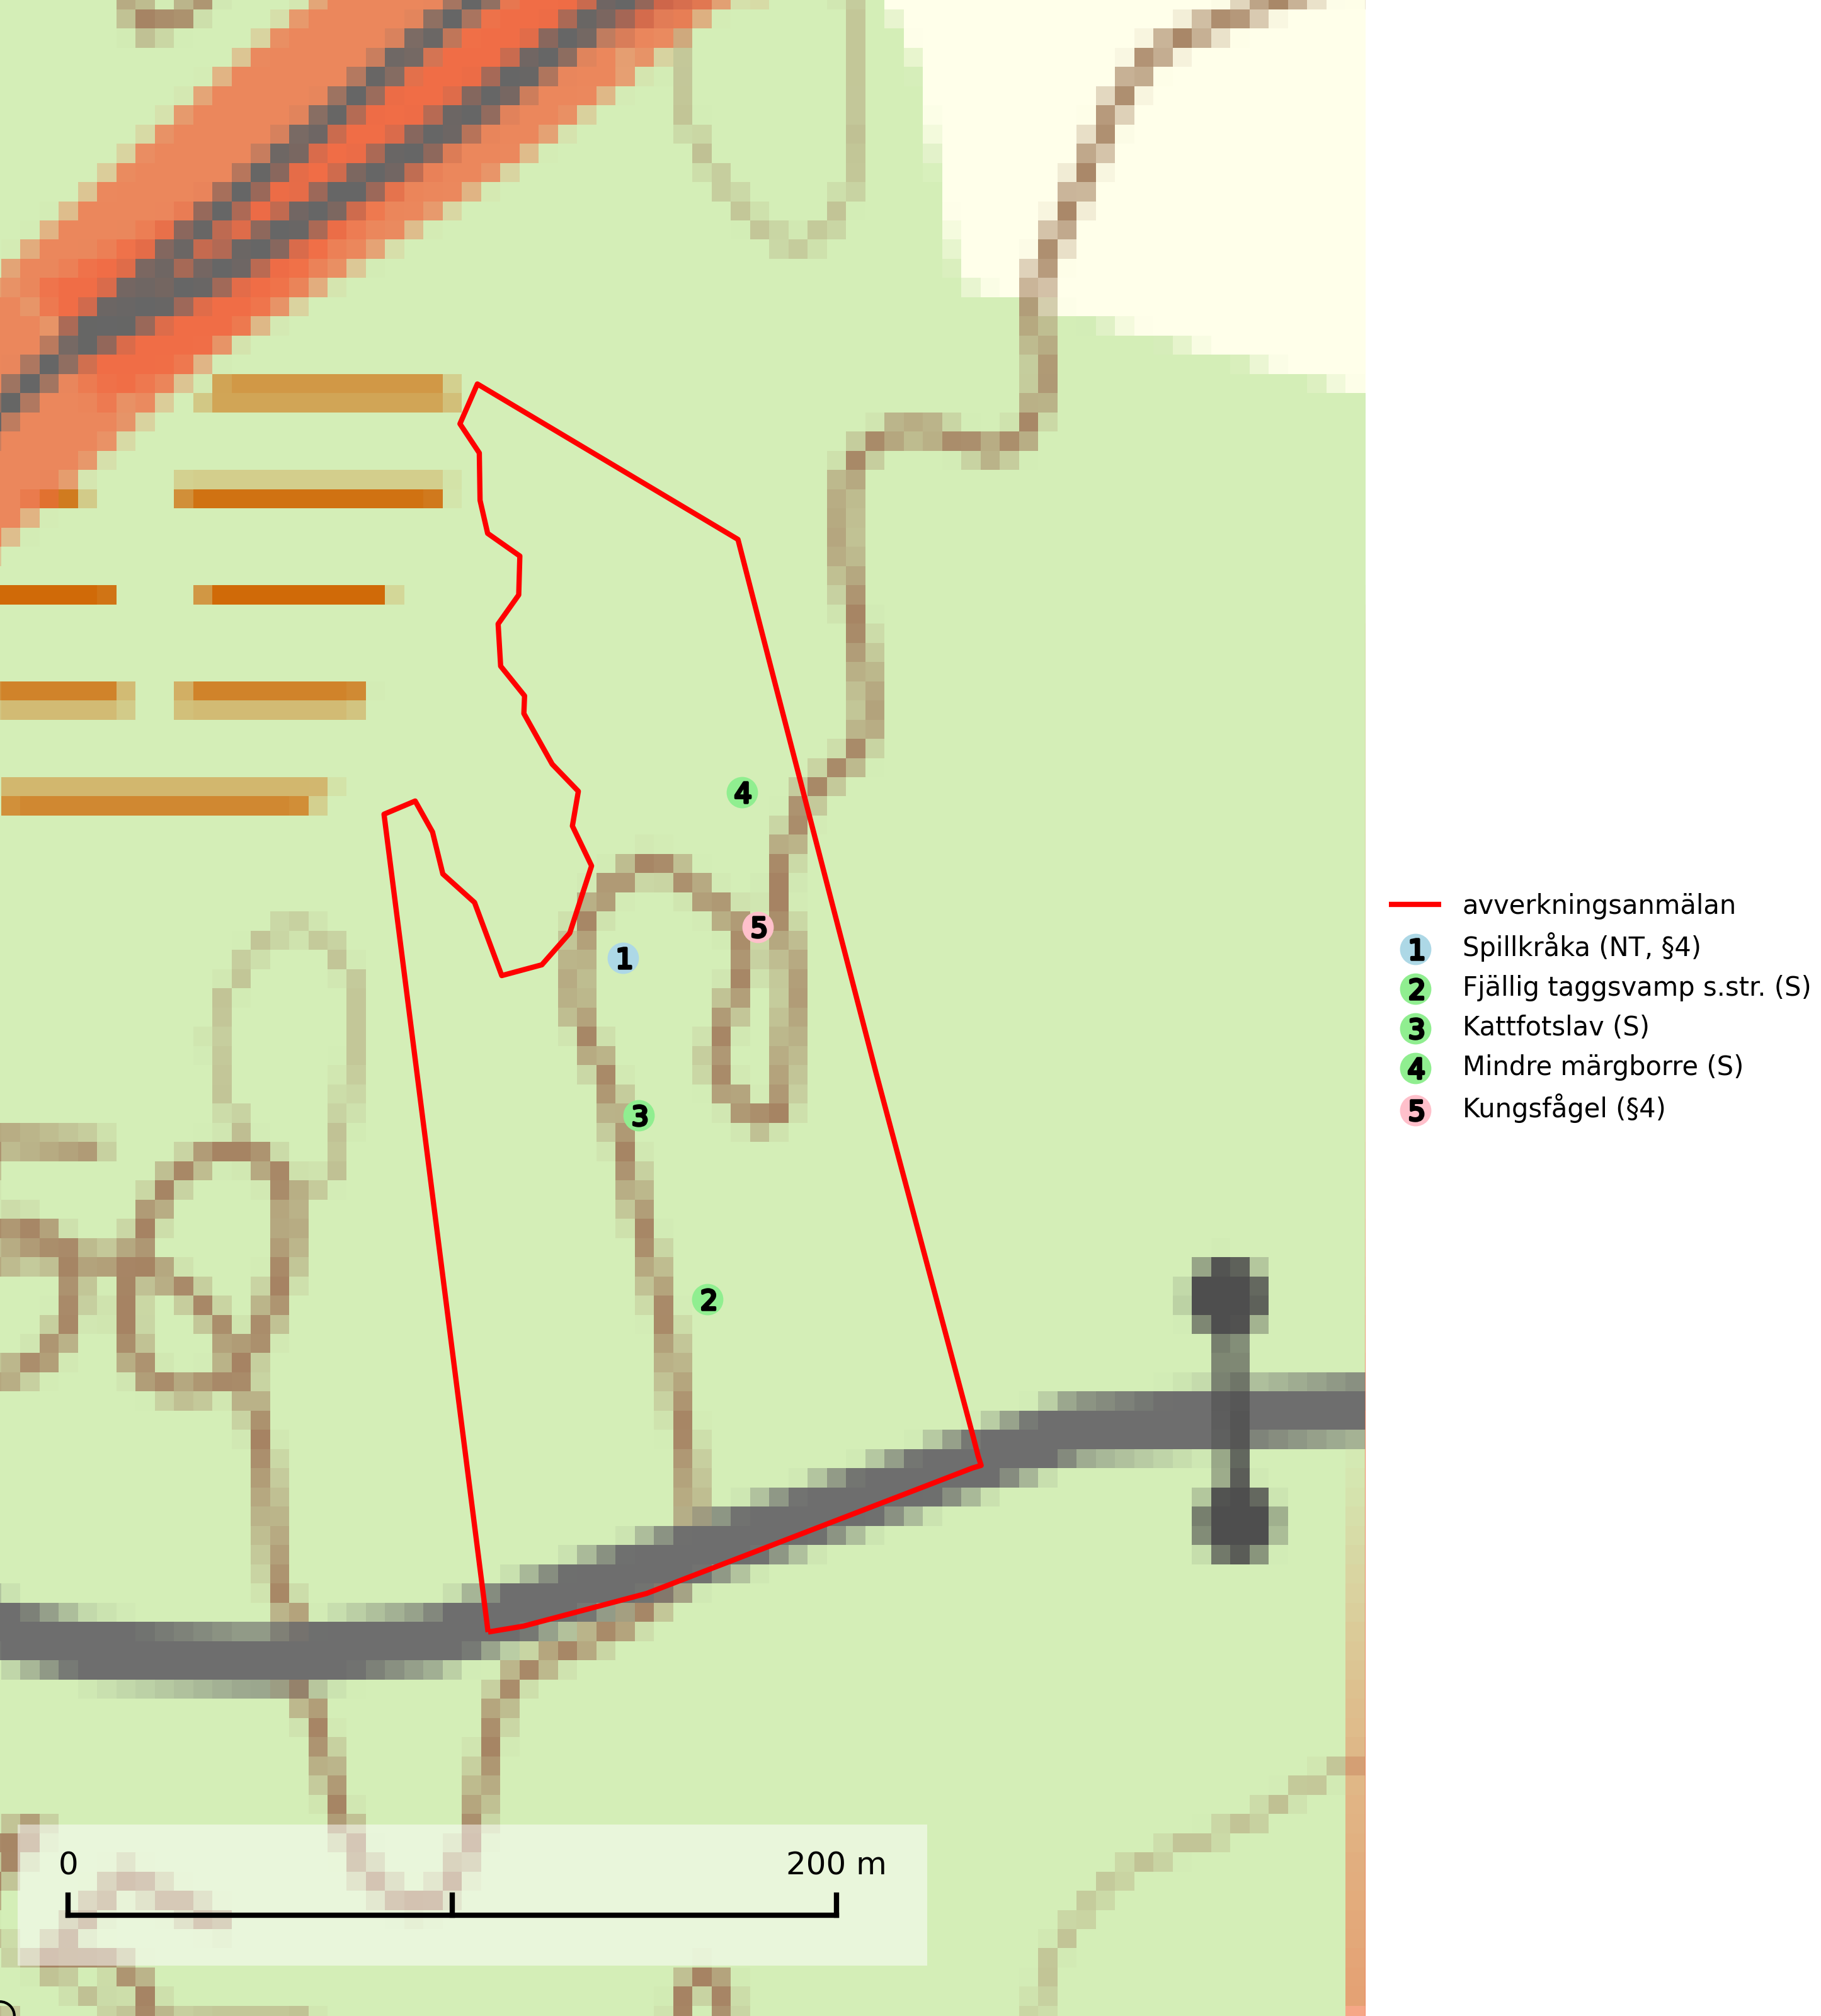 4
5
1
3
2
avverkningsanmälan
1 Spillkråka (NT, §4)
2 Fjällig taggsvamp s.str. (S)
3 Kattfotslav (S)
4 Mindre märgborre (S)
5 Kungsfågel (§4)
0 200 m